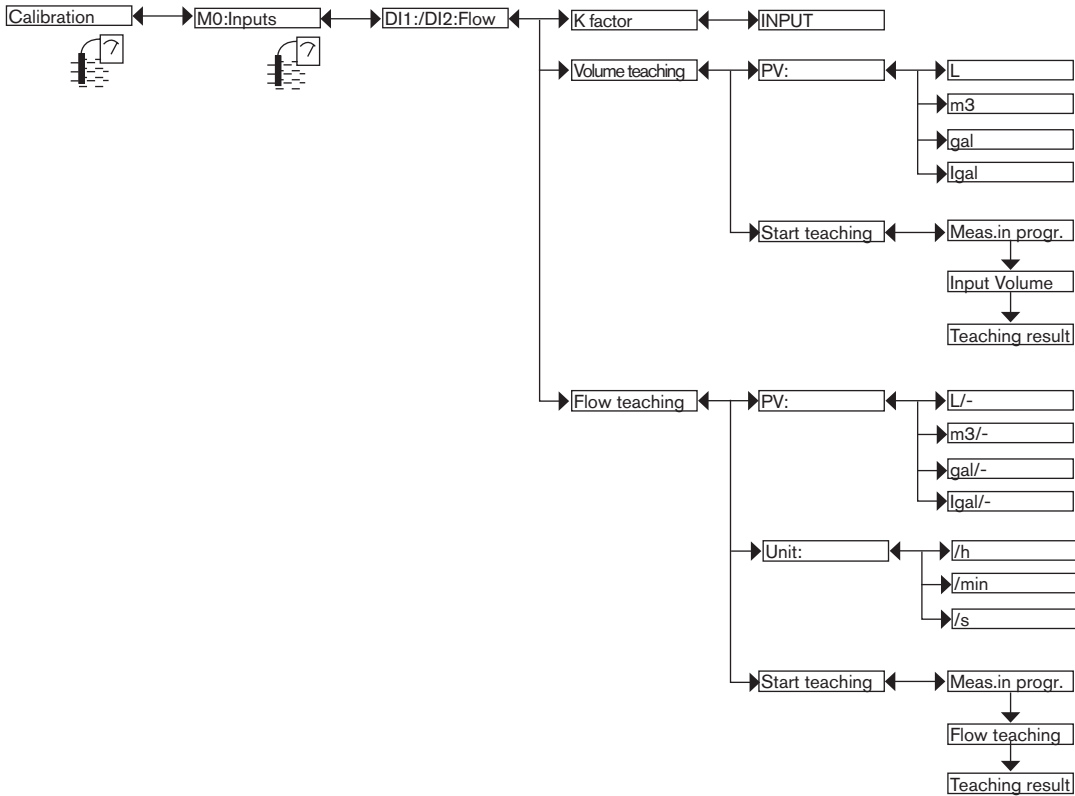 Calibration
M0:Inputs
DI1:/DI2:Flow
K factor
INPUT
Volume teaching
PV:
L
m3
gal
Igal
Start teaching
Meas.in progr.
Input Volume
Teaching result
Flow teaching
PV:
L/-
m3/-
gal/-
Igal/-
Unit:
/h
/min
/s
Start teaching
Meas.in progr.
Flow teaching
Teaching result